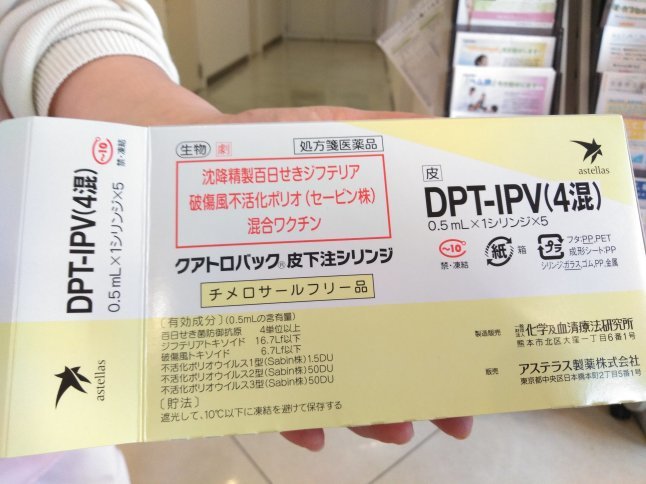 DPT-IPV(4混)
0.5mL×1シリンジ×5
~10°
禁・凍結
astellas
生物 劇 処方箋医薬品
沈降精製百日せきジフテリア
破傷風不活化ポリオ(セービン株)
混合ワクチン
クアトロバック®皮下注シリンジ
チメロサールフリー品
[有効成分](0.5mLの含有量)
百日せき菌防御抗原 4単位以上
ジフテリアトキソイド 16.7Lf以下
破傷風トキソイド 6.7Lf以下
不活化ポリオウイルス1型(Sabin株)1.5DU
不活化ポリオウイルス2型(Sabin株)50DU
不活化ポリオウイルス3型(Sabin株)50DU
[貯法]
遮光して、10℃以下に凍結を避けて保存する
astellas
皮
DPT-IPV(4混)
0.5mL×1シリンジ×5
~10°
禁・凍結
紙 箱
プラ
フタ:PP,PET
成形シート:PP
シリンジ:ガラス,ゴム,PP,金属
製造販売 化学及血清療法研究所
熊本市北区大窪一丁目6番1号
販売 アステラス製薬株式会社
東京都中央区日本橋本町2丁目5番1号